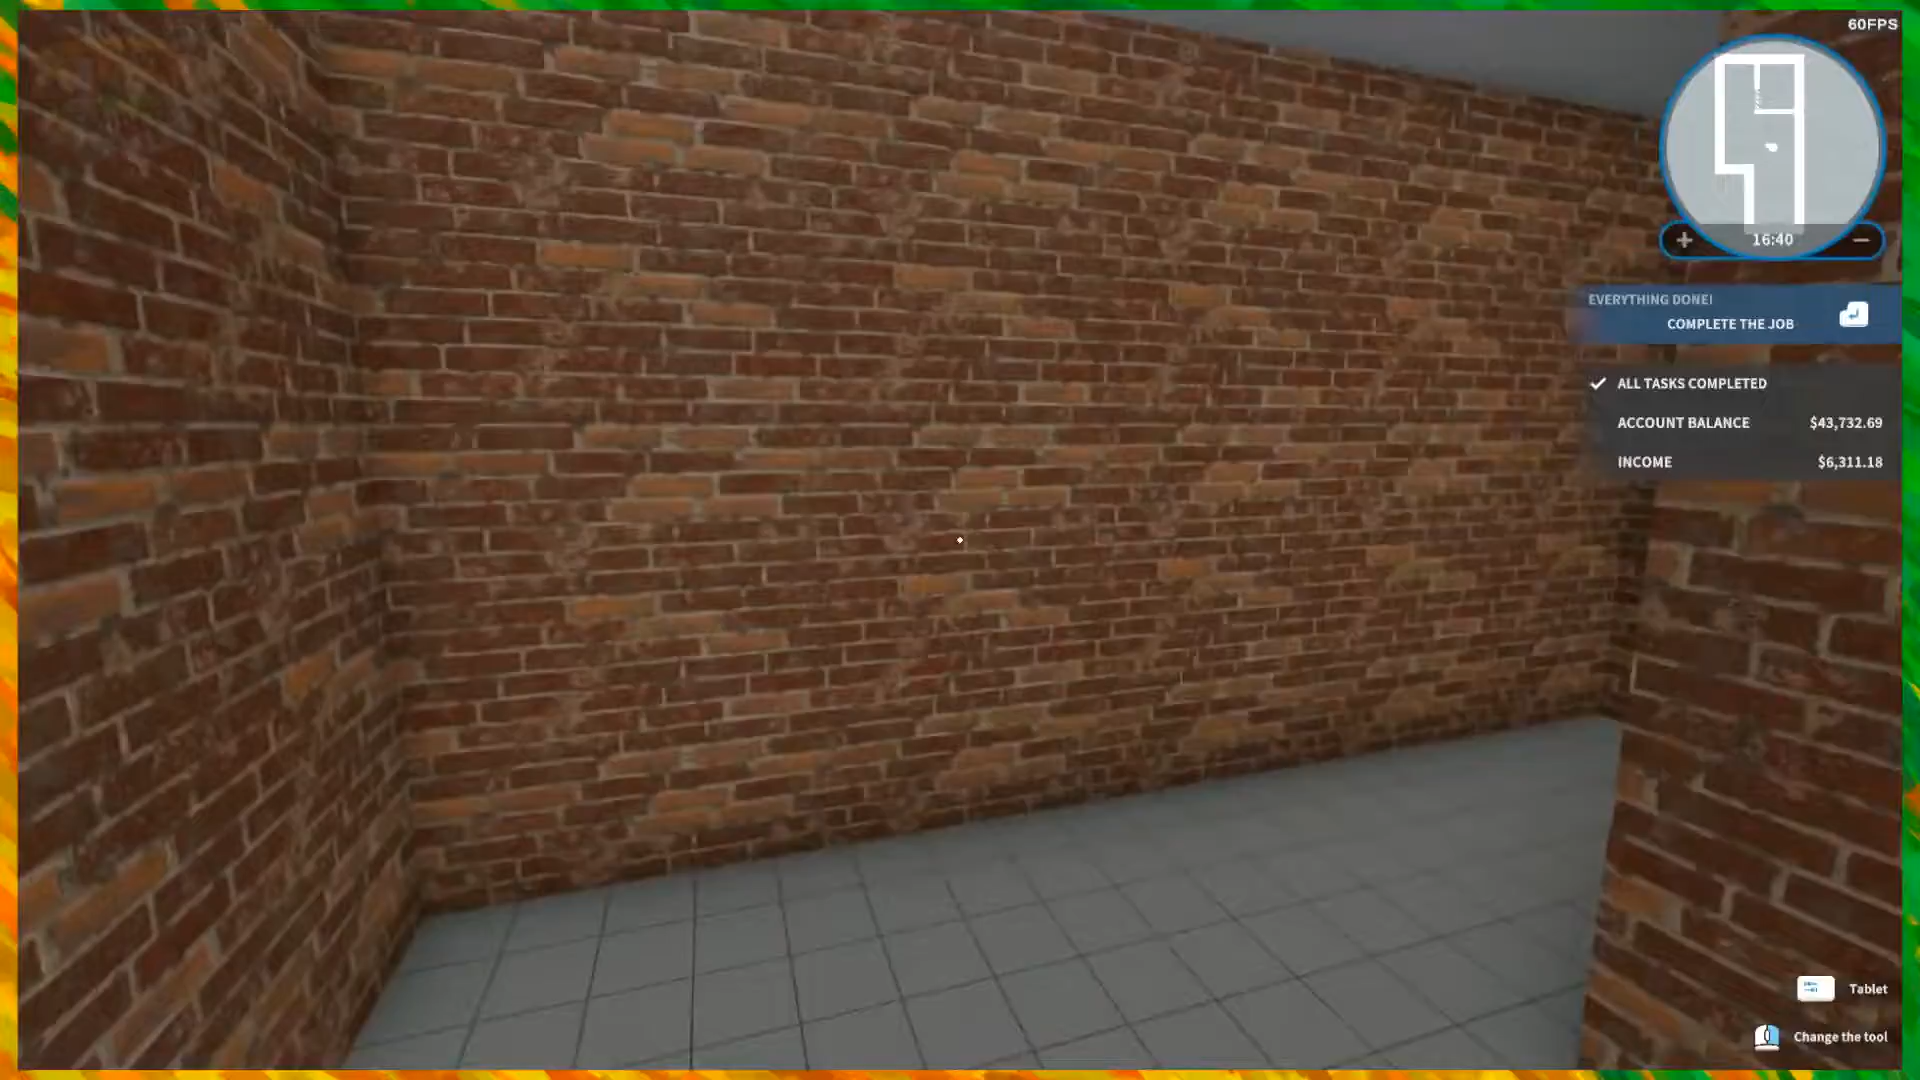 60FPS
+ 16:40 −
EVERYTHING DONE!
COMPLETE THE JOB
ALL TASKS COMPLETED
ACCOUNT BALANCE $43,732.69
INCOME $6,311.18
Tablet
Change the tool